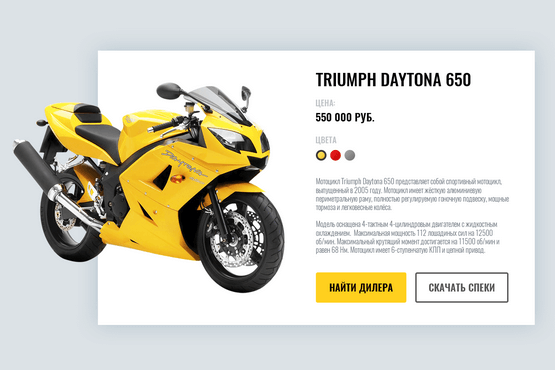 TRIUMPH DAYTONA 650
ЦЕНА:
550 000 РУБ.
ЦВЕТА
Мотоцикл Triumph Daytona 650 представляет собой спортивный мотоцикл,
выпущенный в 2005 году. Мотоцикл имеет жёсткую алюминиевую
периметральную раму, полностью регулируемую гоночную подвеску, мощные
тормоза и легковесные колёса.
Модель оснащена 4-тактным 4-цилиндровым двигателем с жидкостным
охлаждением. Максимальная мощность 112 лошадиных сил на 12500
об/мин. Максимальный крутящий момент достигается на 11500 об/мин и
равен 68 Нм. Мотоцикл имеет 6-ступенчатую КПП и цепной привод.
НАЙТИ ДИЛЕРА
СКАЧАТЬ СПЕКИ
Daytona